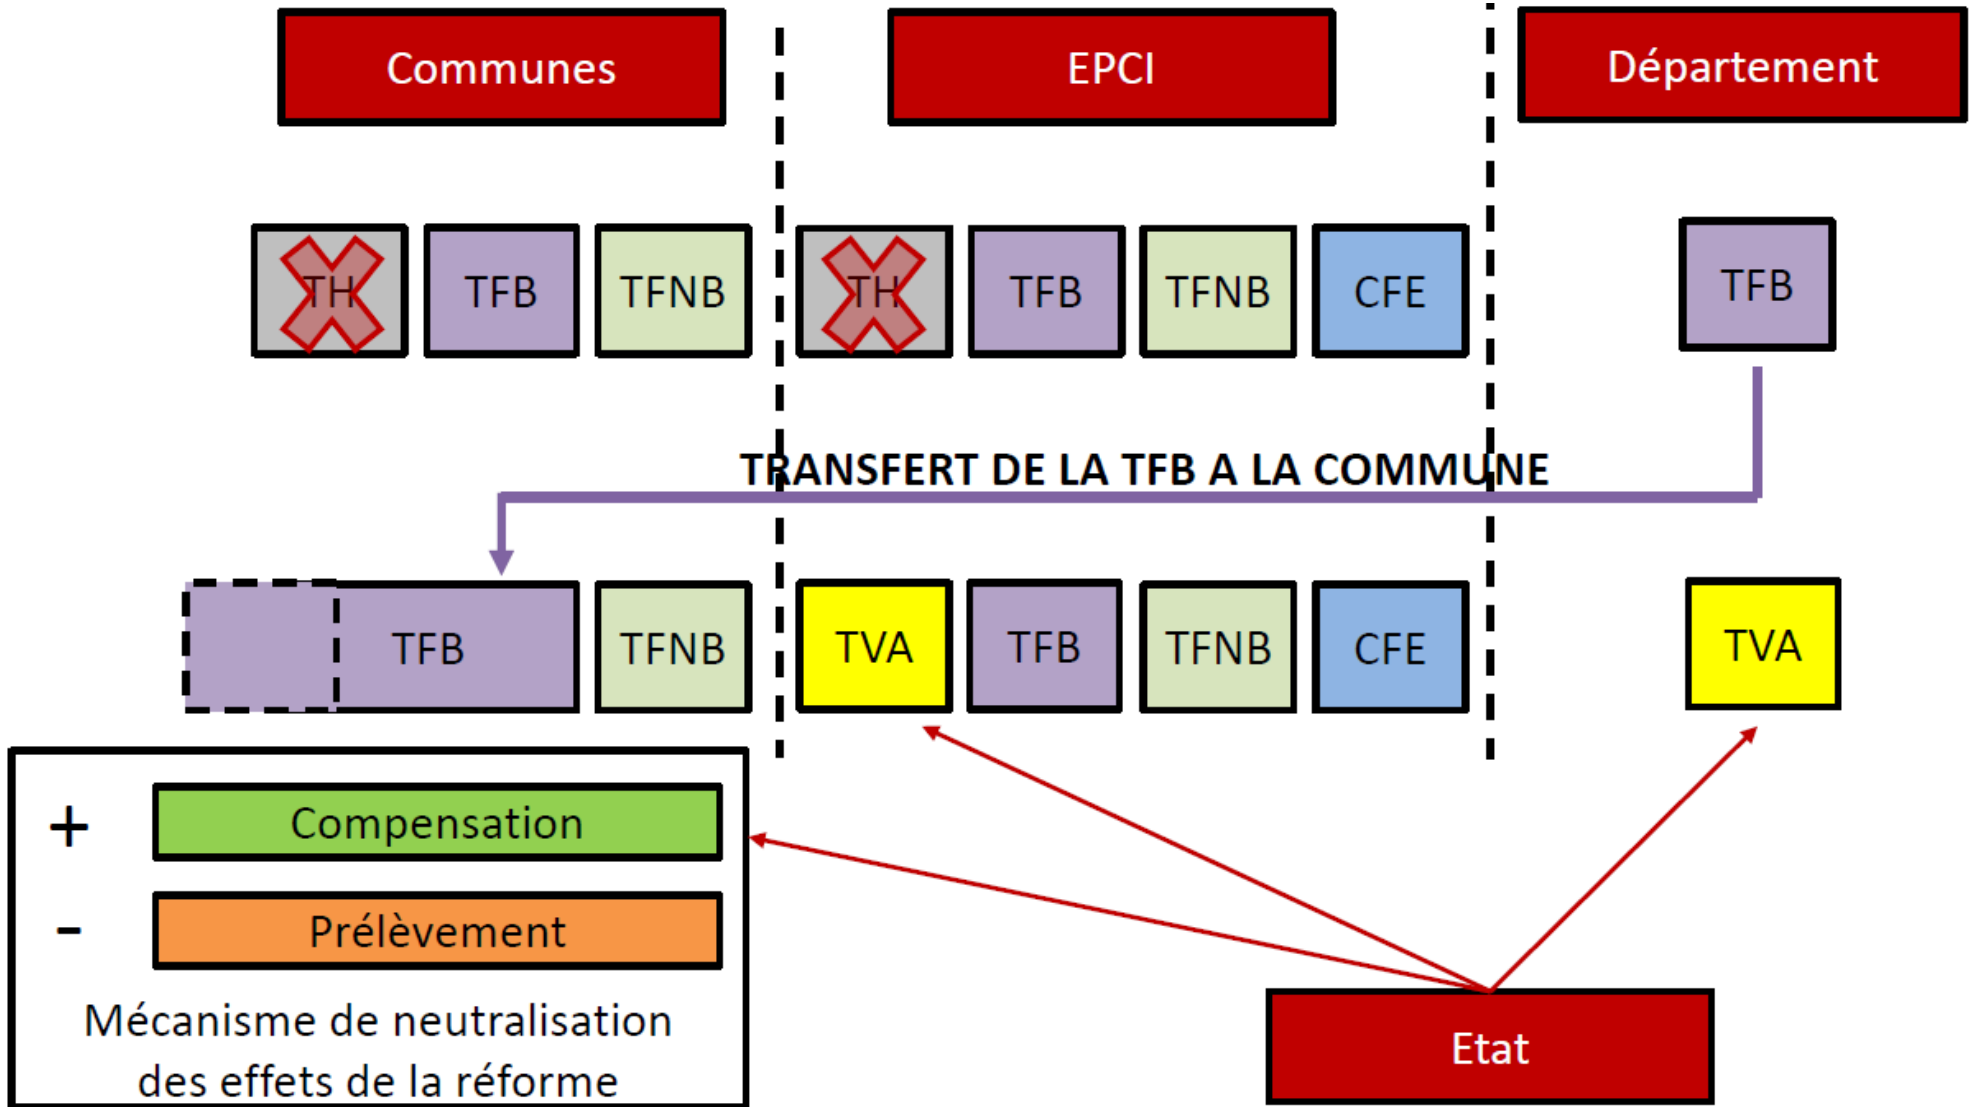 Communes
EPCI
Département
TH
TFB
TFNB
TH
TFB
TFNB
CFE
TFB
TRANSFERT DE LA TFB A LA COMMUNE
TFB
TFNB
TVA
TFB
TFNB
CFE
TVA
+
Compensation
-
Prélèvement
Mécanisme de neutralisation
des effets de la réforme
Etat